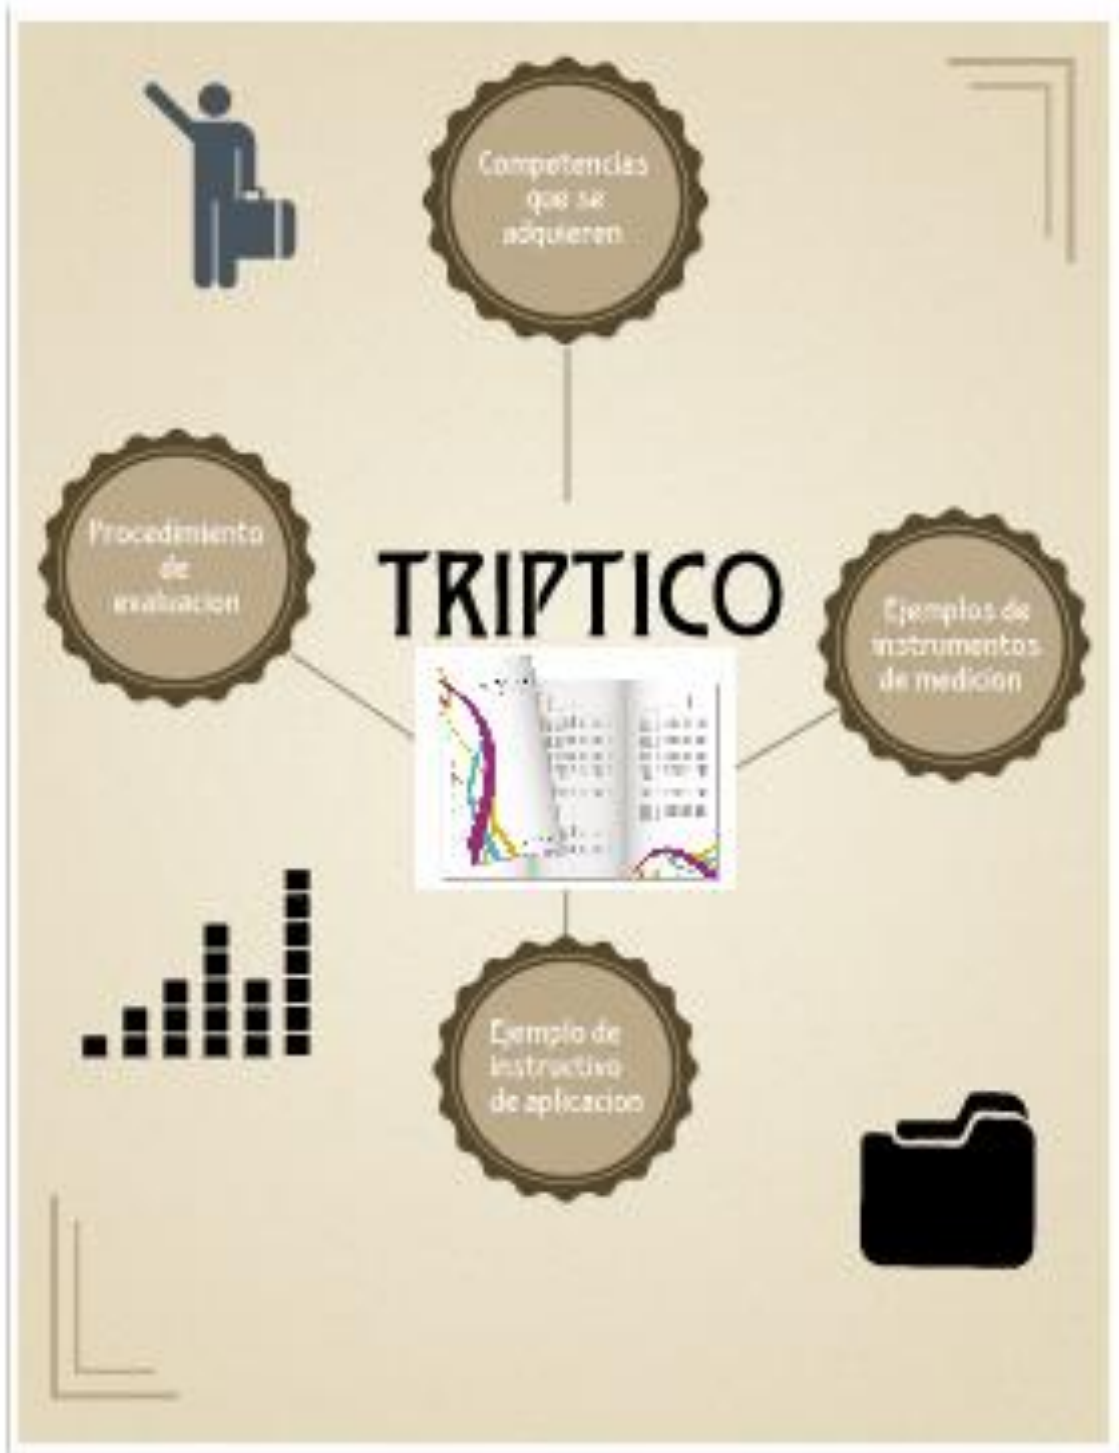 Competencias
que se
adquieren
Procedimiento
de
evaluacion
TRIPTICO
Ejemplos de
instrumentos
de medicion
Ejemplo de
instructivo
de aplicacion